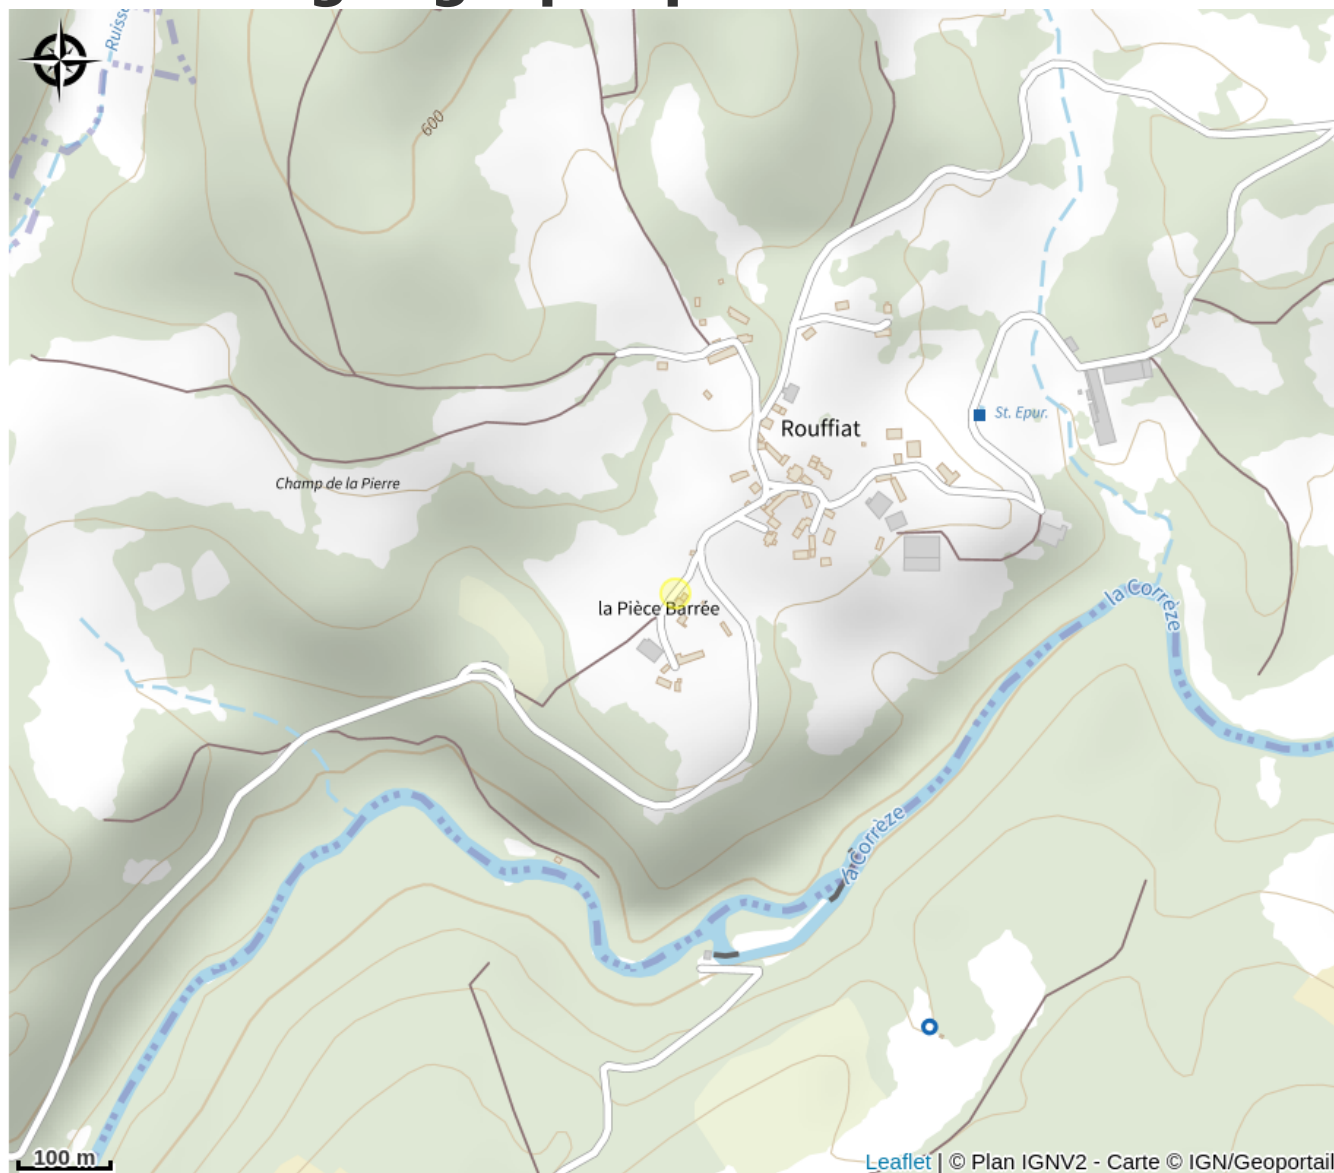 Ruiss
600
Rouffiat
St. Epur.
Champ de la Pierre
la Pièce Barrée
la Corrèze
la Corrèze
100 m
Leaflet | © Plan IGNV2 - Carte © IGN/Geoportail